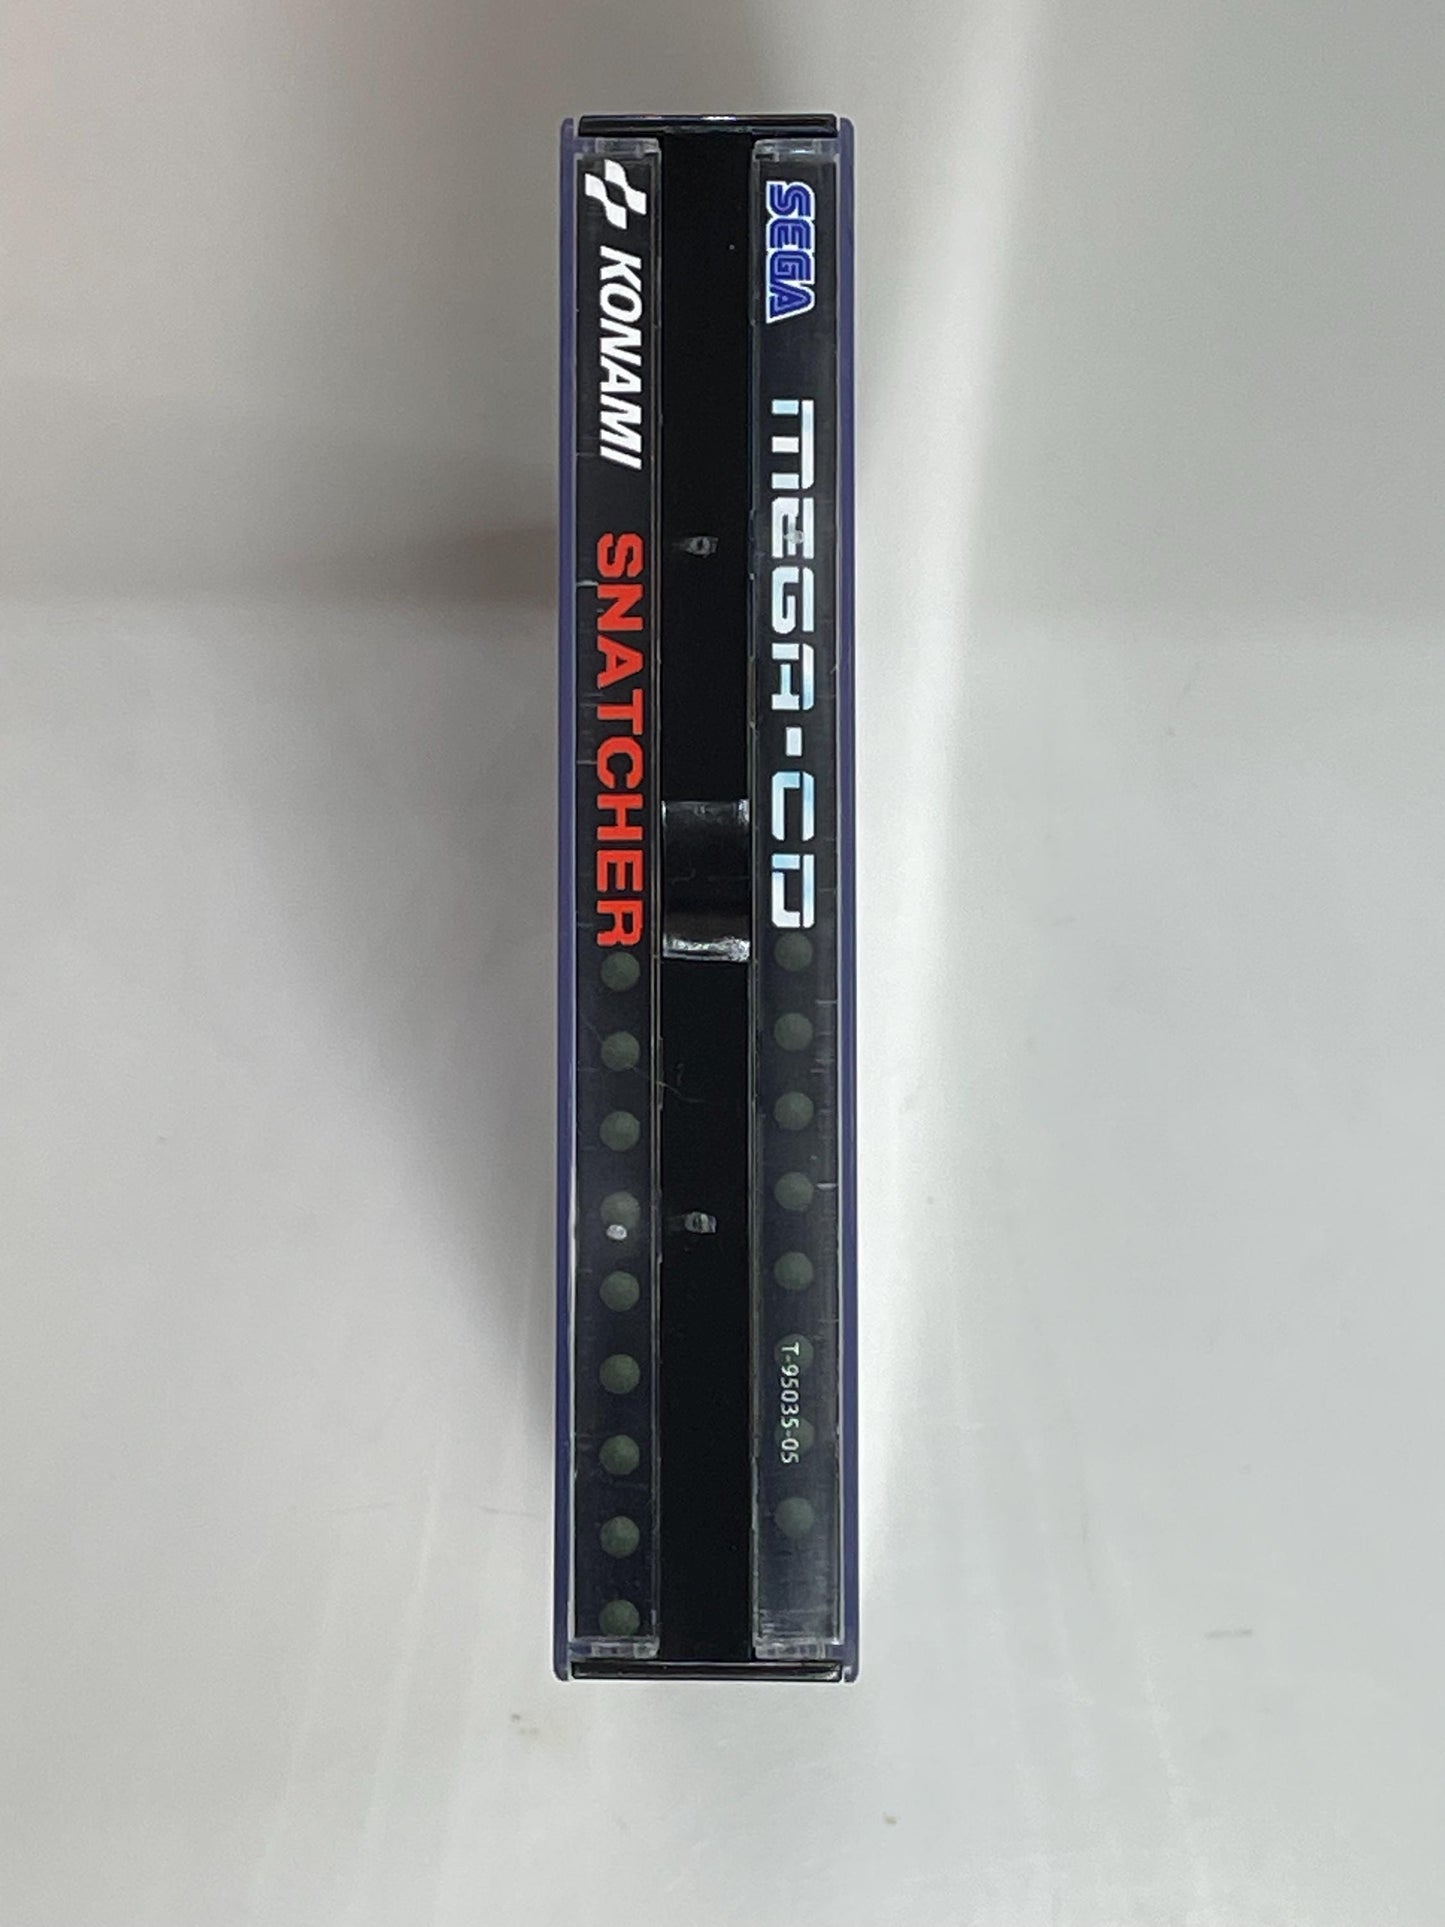 SEGA MEGA-CD T-95035-05
KONAMI SNATCHER